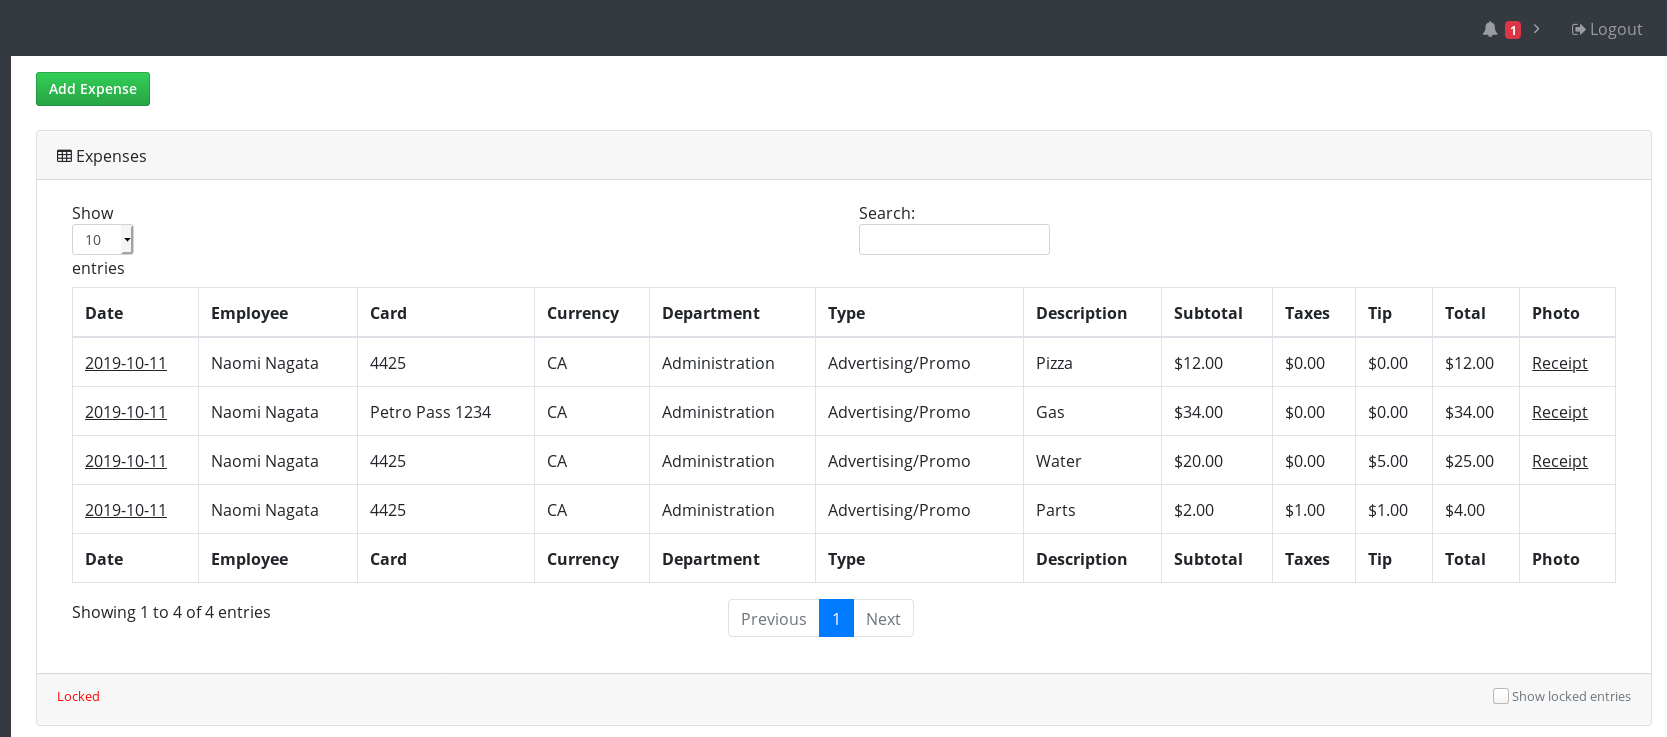 1 Logout
Add Expense
Expenses
Show
10
entries
Search:
Date Employee Card Currency Department Type Description Subtotal Taxes Tip Total Photo
2019-10-11 Naomi Nagata 4425 CA Administration Advertising/Promo Pizza $12.00 $0.00 $0.00 $12.00 Receipt
2019-10-11 Naomi Nagata Petro Pass 1234 CA Administration Advertising/Promo Gas $34.00 $0.00 $0.00 $34.00 Receipt
2019-10-11 Naomi Nagata 4425 CA Administration Advertising/Promo Water $20.00 $0.00 $5.00 $25.00 Receipt
2019-10-11 Naomi Nagata 4425 CA Administration Advertising/Promo Parts $2.00 $1.00 $1.00 $4.00
Date Employee Card Currency Department Type Description Subtotal Taxes Tip Total Photo
Showing 1 to 4 of 4 entries
Previous 1 Next
Locked
Show locked entries